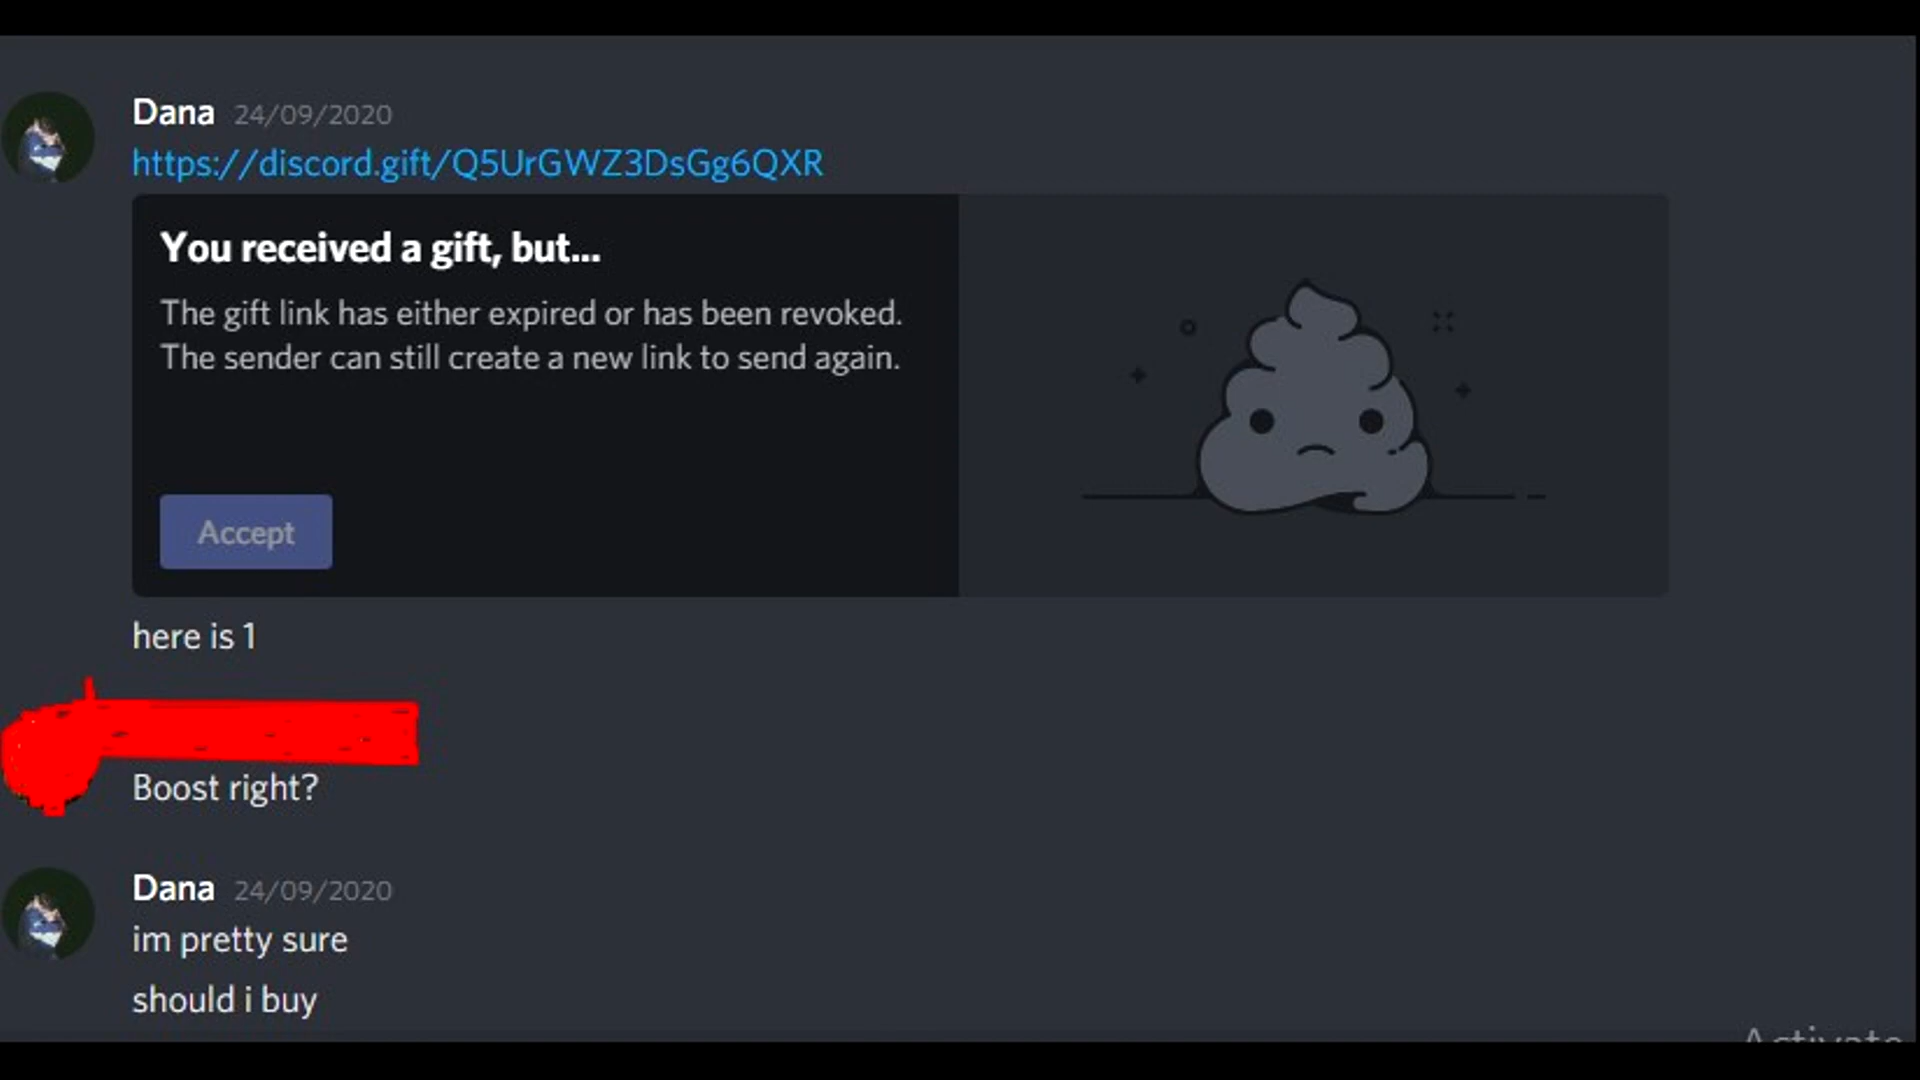 Dana 24/09/2020
https://discord.gift/Q5UrGWZ3DsGg6QXR
You received a gift, but...
The gift link has either expired or has been revoked.
The sender can still create a new link to send again.
Accept
here is 1
Boost right?
Dana 24/09/2020
im pretty sure
should i buy
Activate